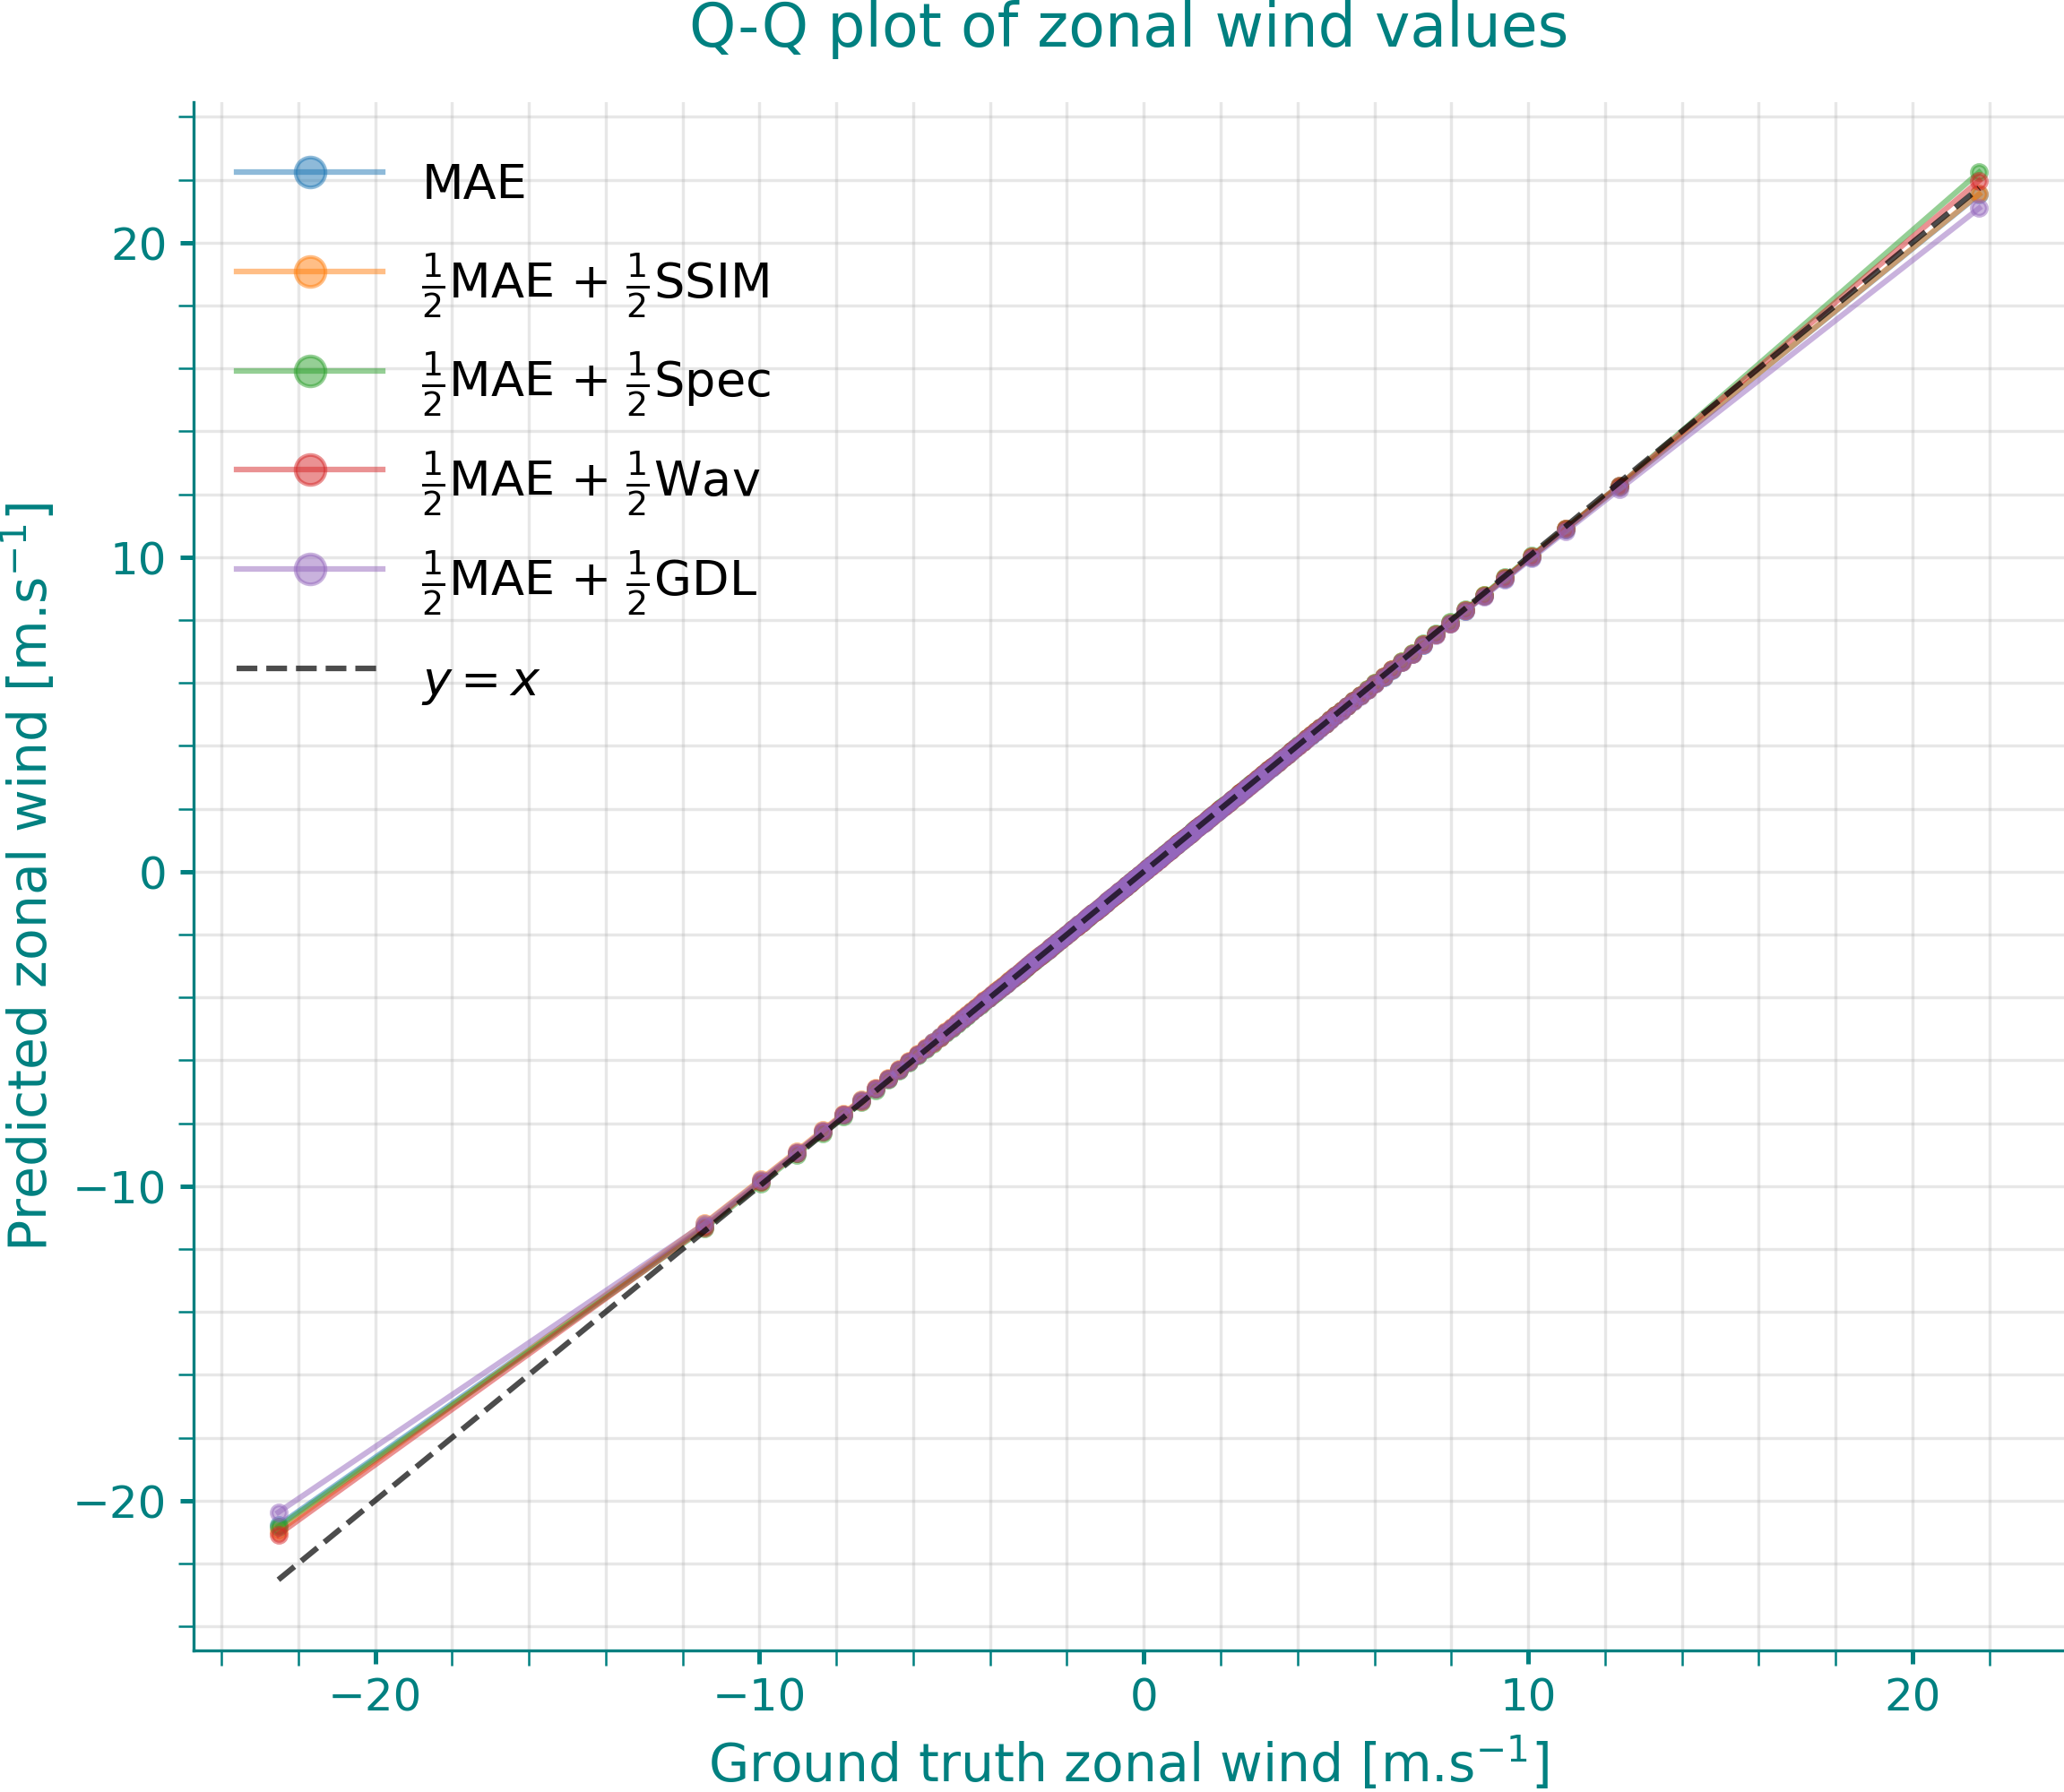 Q-Q plot of zonal wind values
MAE
½MAE + ½SSIM
½MAE + ½Spec
½MAE + ½Wav
½MAE + ½GDL
y = x
Predicted zonal wind [m.s⁻¹]
20
10
0
−10
−20
−20 −10 0 10 20
Ground truth zonal wind [m.s⁻¹]